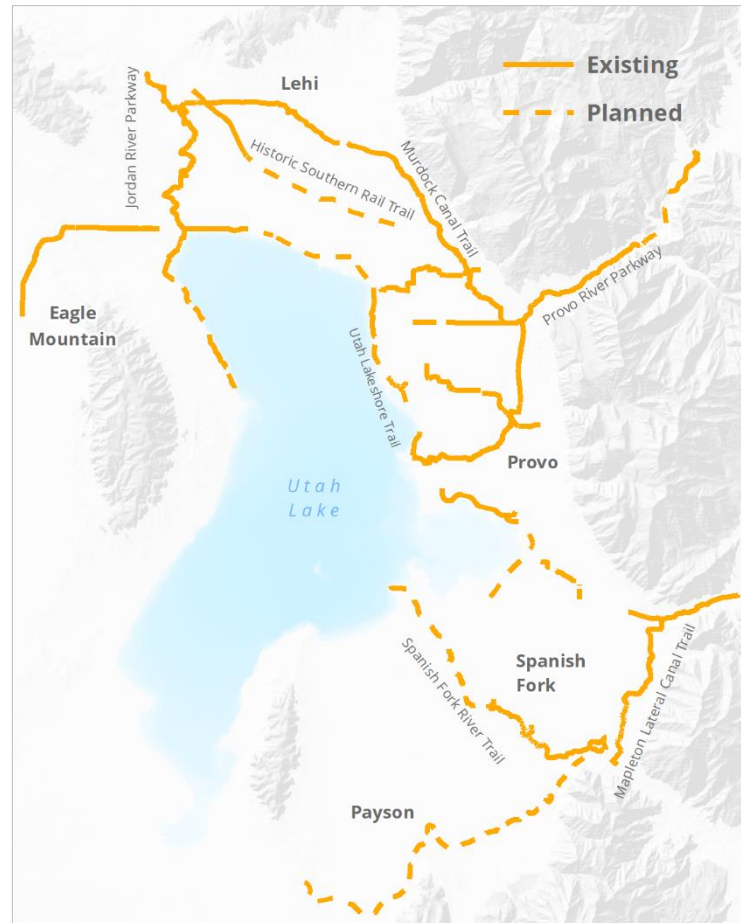 Lehi
Existing
Planned
Jordan River Parkway
Historic Southern Rail Trail
Murdock Canal Trail
Provo River Parkway
Eagle
Mountain
Utah Lakeshore Trail
Provo
Utah
Lake
Spanish Fork River Trail
Spanish
Fork
Mapleton Lateral Canal Trail
Payson